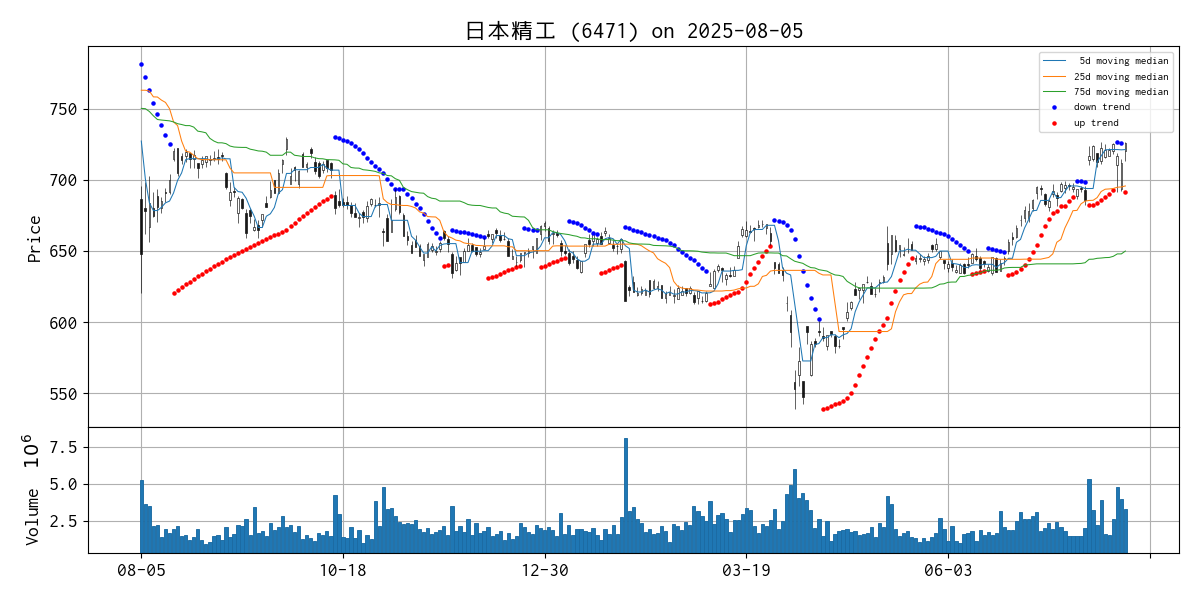 日本精工 (6471) on 2025-08-05
5d moving median
25d moving median
75d moving median
down trend
up trend
Price
750
700
650
600
550
Volume 10^6
7.5
5.0
2.5
08-05
10-18
12-30
03-19
06-03